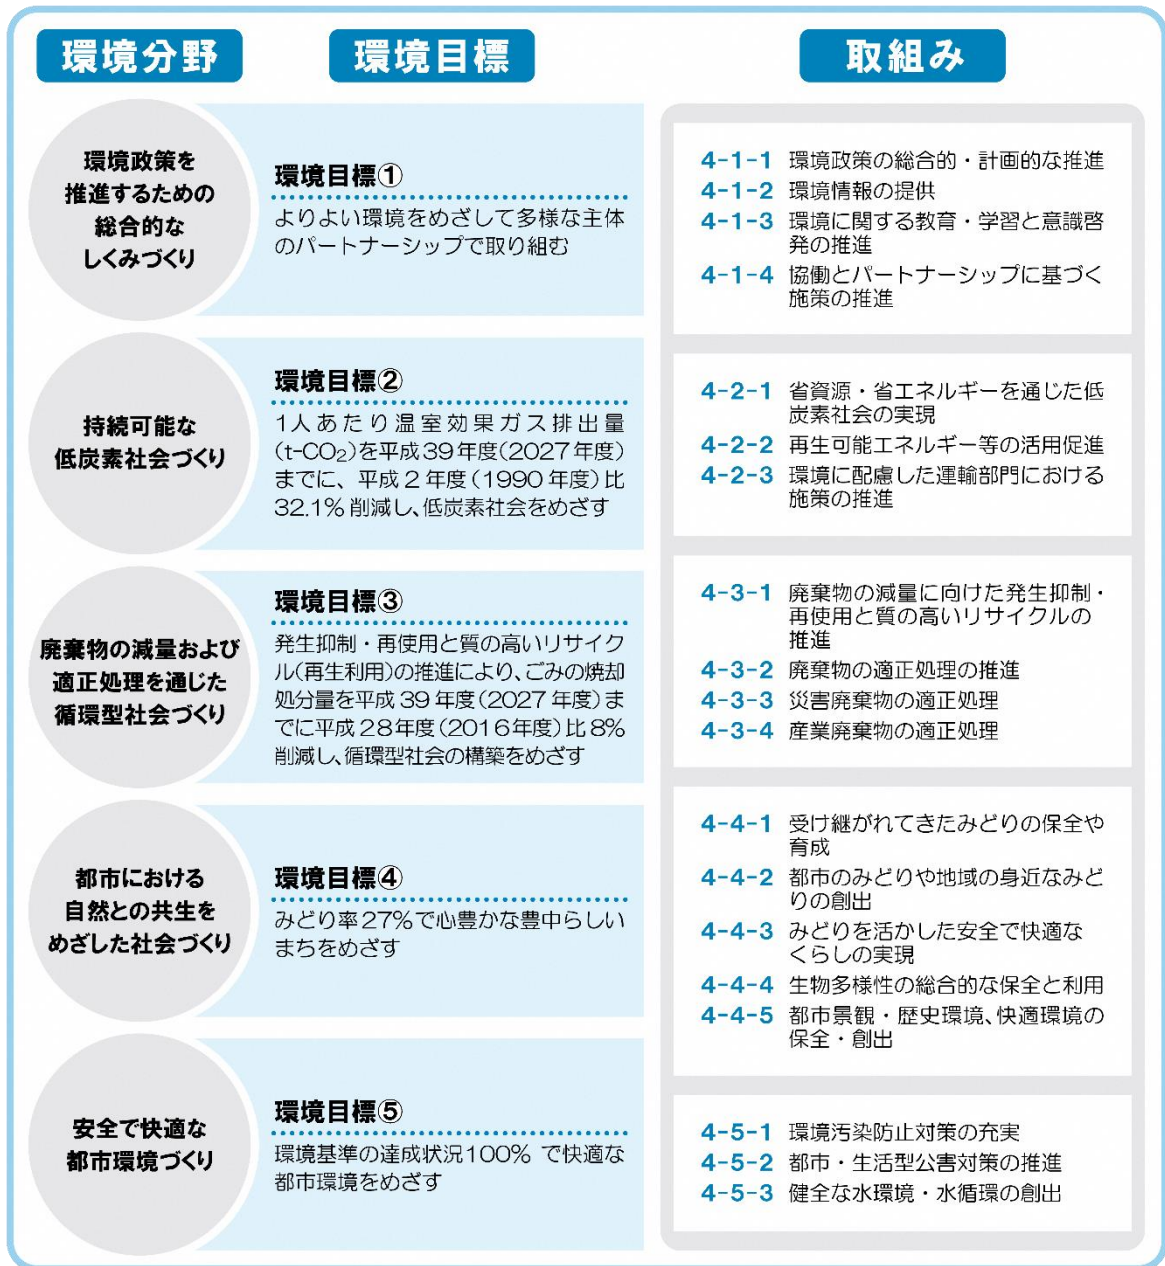 環境分野
環境目標
取組み
環境政策を
推進するための
総合的な
しくみづくり
環境目標①
よりよい環境をめざして多様な主体
のパートナーシップで取り組む
4-1-1 環境政策の総合的・計画的な推進
4-1-2 環境情報の提供
4-1-3 環境に関する教育・学習と意識啓
発の推進
4-1-4 協働とパートナーシップに基づく
施策の推進
持続可能な
低炭素社会づくり
環境目標②
1人あたり温室効果ガス排出量
(t-CO₂)を平成39年度(2027年度)
までに、平成2年度(1990年度)比
32.1%削減し、低炭素社会をめざす
4-2-1 省資源・省エネルギーを通じた低
炭素社会の実現
4-2-2 再生可能エネルギー等の活用促進
4-2-3 環境に配慮した運輸部門における
施策の推進
廃棄物の減量および
適正処理を通じた
循環型社会づくり
環境目標③
発生抑制・再使用と質の高いリサイク
ル(再生利用)の推進により、ごみの焼却
処分量を平成39年度(2027年度)ま
でに平成28年度(2016年度)比8%
削減し、循環型社会の構築をめざす
4-3-1 廃棄物の減量に向けた発生抑制・
再使用と質の高いリサイクルの
推進
4-3-2 廃棄物の適正処理の推進
4-3-3 災害廃棄物の適正処理
4-3-4 産業廃棄物の適正処理
都市における
自然との共生を
めざした社会づくり
環境目標④
みどり率27%で心豊かな豊中らしい
まちをめざす
4-4-1 受け継がれてきたみどりの保全や
育成
4-4-2 都市のみどりや地域の身近なみど
りの創出
4-4-3 みどりを活かした安全で快適な
くらしの実現
4-4-4 生物多様性の総合的な保全と利用
4-4-5 都市景観・歴史環境、快適環境の
保全・創出
安全で快適な
都市環境づくり
環境目標⑤
環境基準の達成状況100%で快適な
都市環境をめざす
4-5-1 環境汚染防止対策の充実
4-5-2 都市・生活型公害対策の推進
4-5-3 健全な水環境・水循環の創出